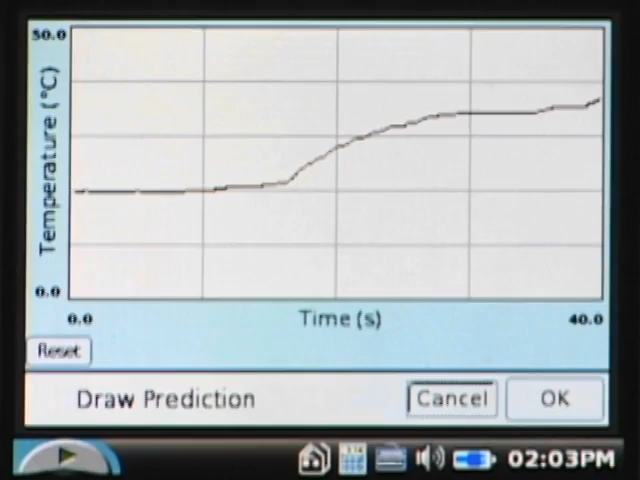 50.0
Temperature (°C)
0.0
0.0
Time (s)
40.0
Reset
Draw Prediction
Cancel
OK
02:03PM